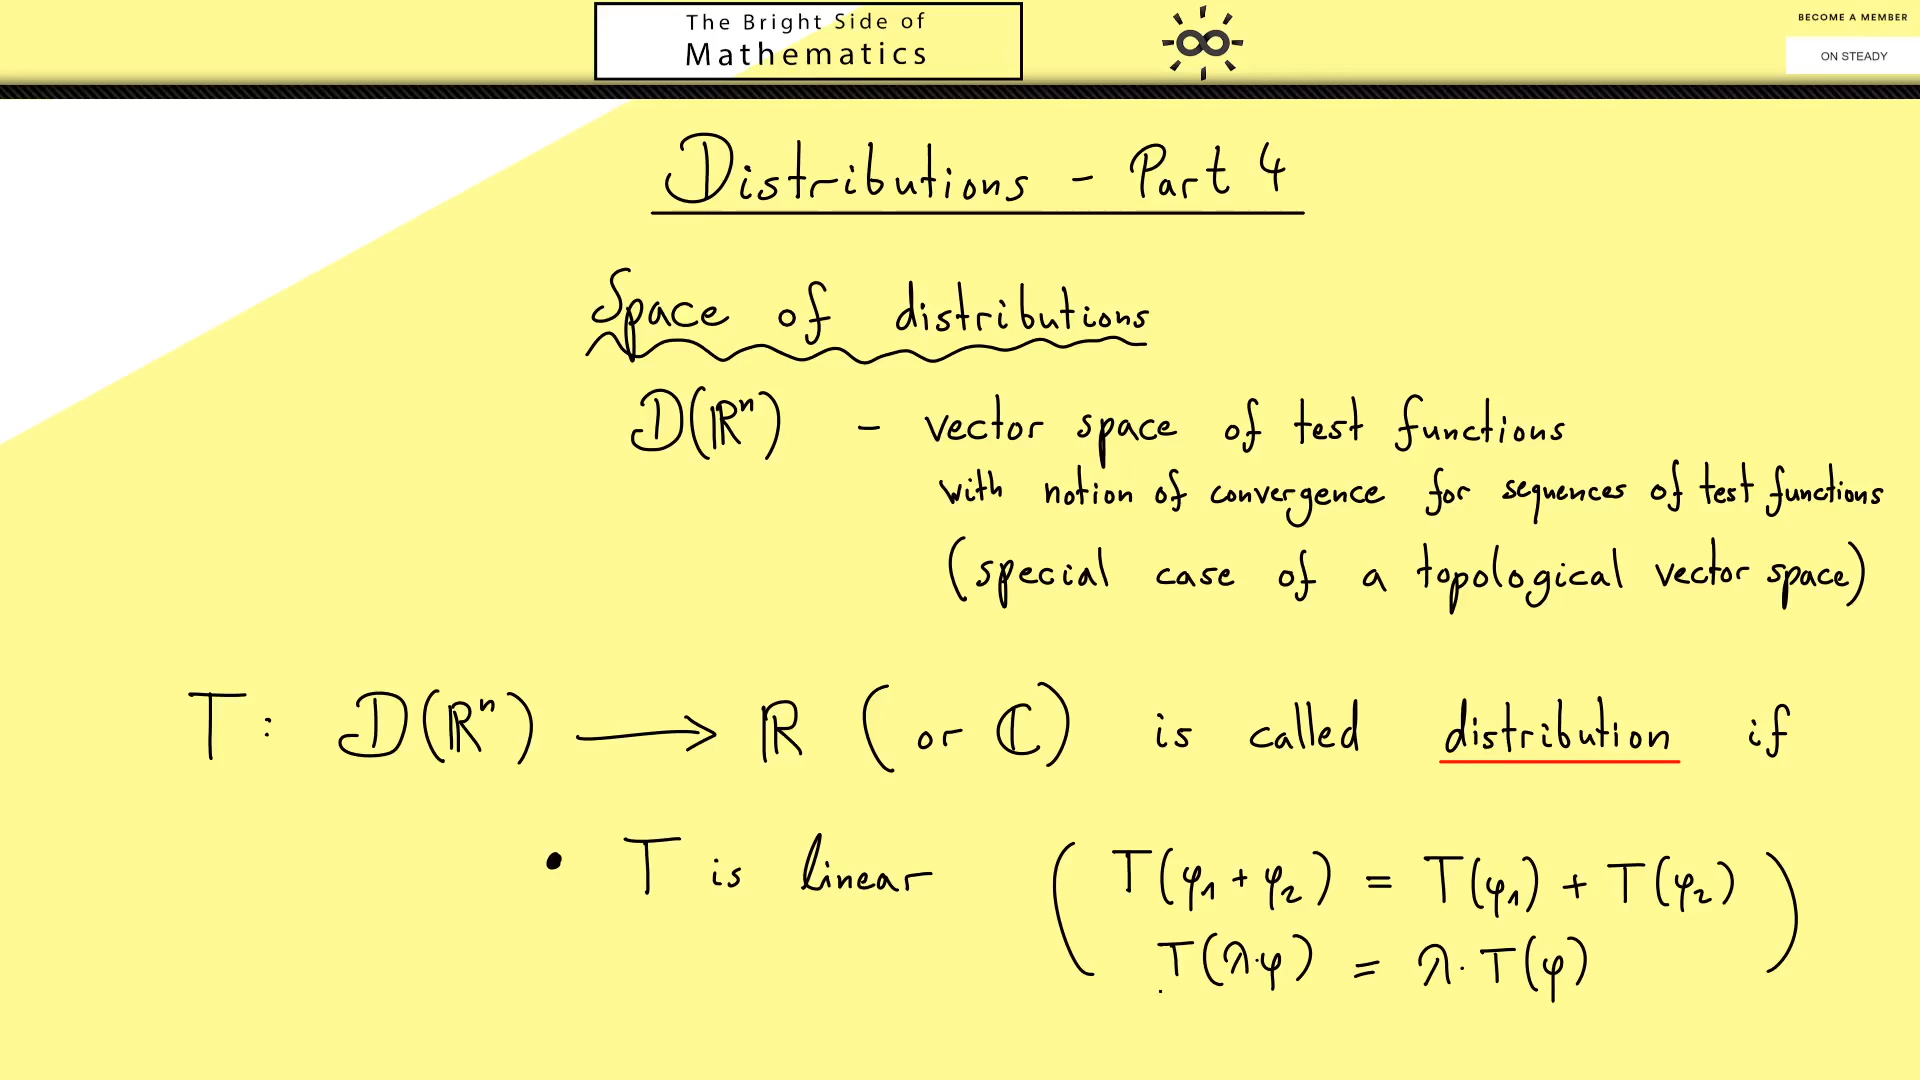 The Bright Side of
Mathematics
BECOME A MEMBER
ON STEADY
Distributions - Part 4
Space of distributions
D(ℝⁿ) - vector space of test functions
with notion of convergence for sequences of test functions
(special case of a topological vector space)
T: D(ℝⁿ) ⟶ ℝ (or ℂ) is called distribution if
• T is linear ( T(φ₁ + φ₂) = T(φ₁) + T(φ₂)
T(λ·φ) = λ·T(φ) )